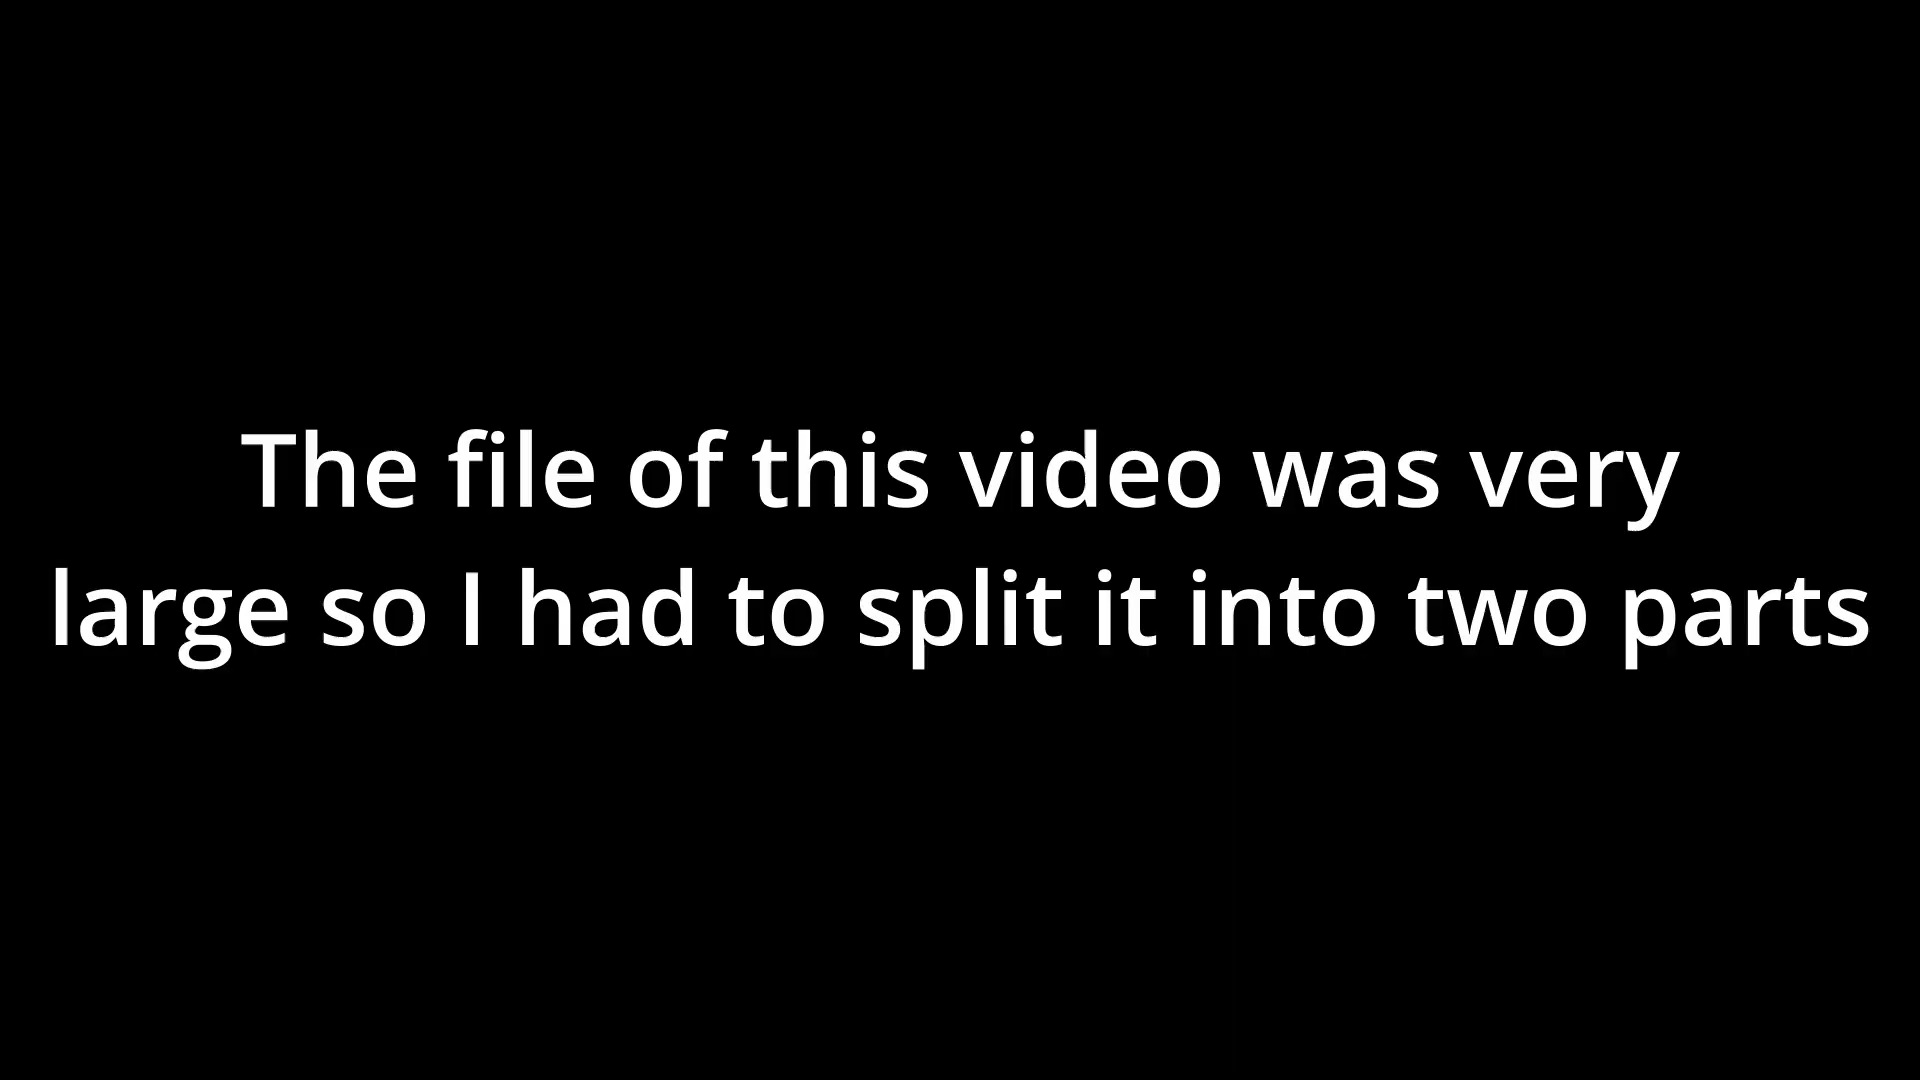 The file of this video was very
large so I had to split it into two parts